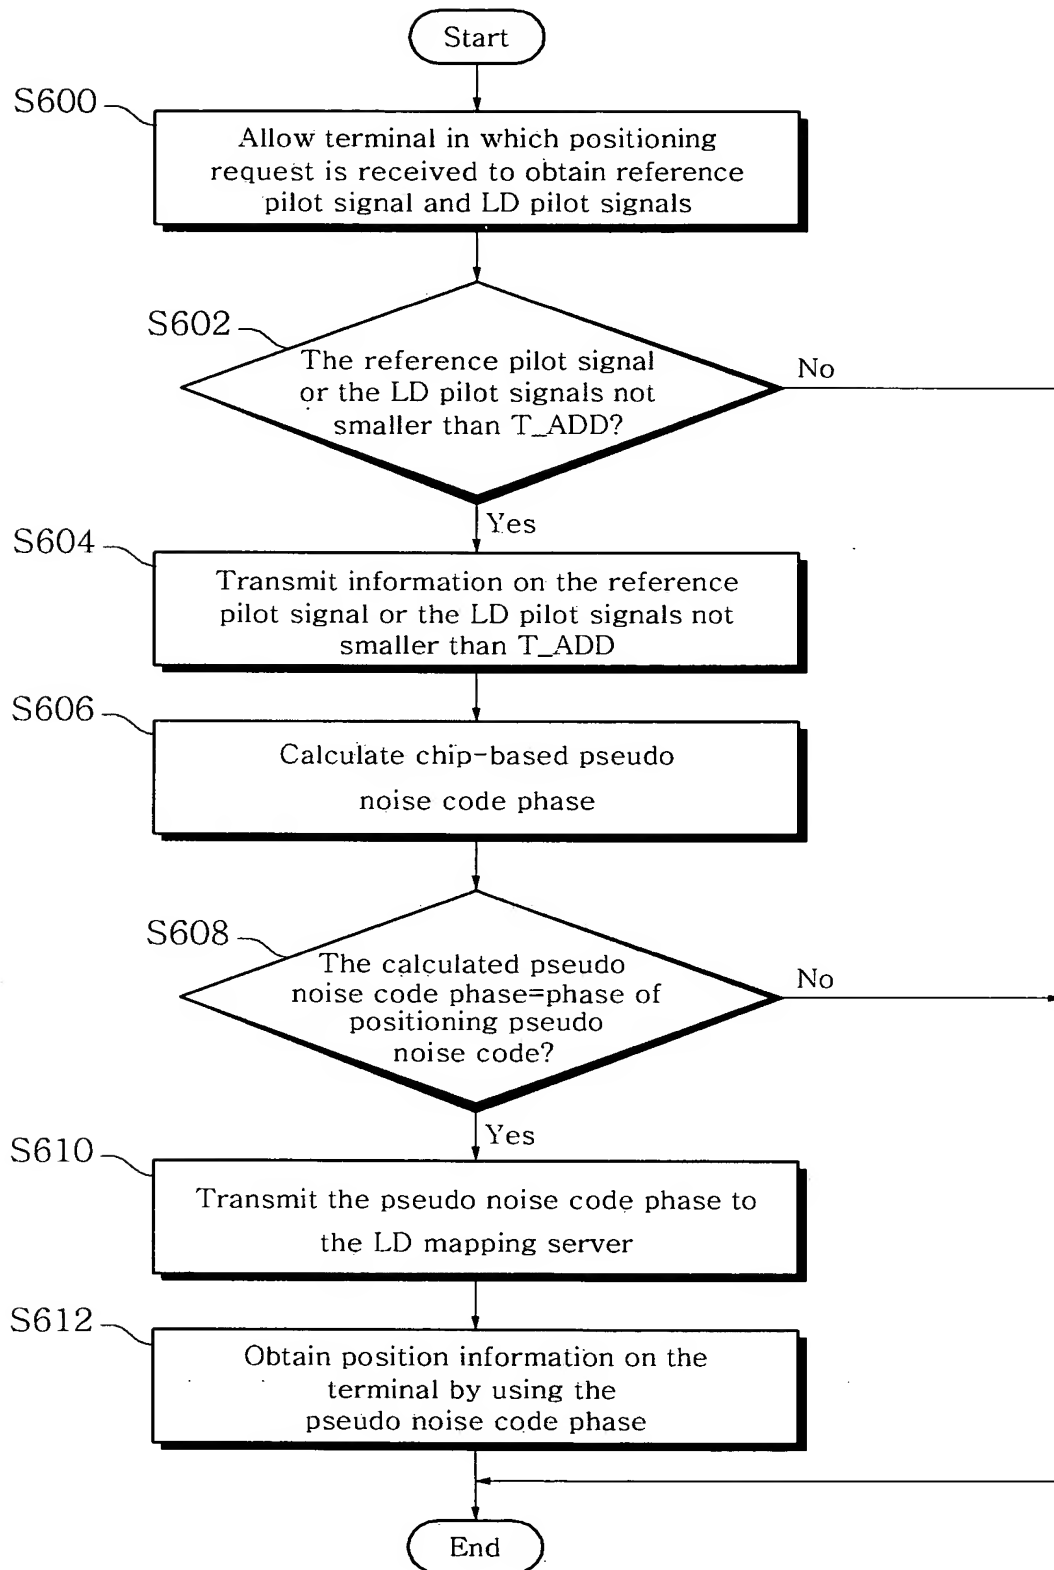 Start
S600
Allow terminal in which positioning
request is received to obtain reference
pilot signal and LD pilot signals
S602
The reference pilot signal
or the LD pilot signals not
smaller than T_ADD?
No
Yes
S604
Transmit information on the reference
pilot signal or the LD pilot signals not
smaller than T_ADD
S606
Calculate chip-based pseudo
noise code phase
S608
The calculated pseudo
noise code phase=phase of
positioning pseudo
noise code?
No
Yes
S610
Transmit the pseudo noise code phase to
the LD mapping server
S612
Obtain position information on the
terminal by using the
pseudo noise code phase
End